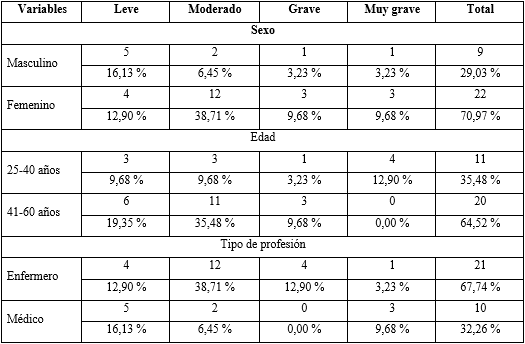 Variables Leve Moderado Grave Muy grave Total
Sexo
Masculino 5 2 1 1 9
16,13 % 6,45 % 3,23 % 3,23 % 29,03 %
Femenino 4 12 3 3 22
12,90 % 38,71 % 9,68 % 9,68 % 70,97 %
Edad
25-40 años 3 3 1 4 11
9,68 % 9,68 % 3,23 % 12,90 % 35,48 %
41-60 años 6 11 3 0 20
19,35 % 35,48 % 9,68 % 0,00 % 64,52 %
Tipo de profesión
Enfermero 4 12 4 1 21
12,90 % 38,71 % 12,90 % 3,23 % 67,74 %
Médico 5 2 0 3 10
16,13 % 6,45 % 0,00 % 9,68 % 32,26 %